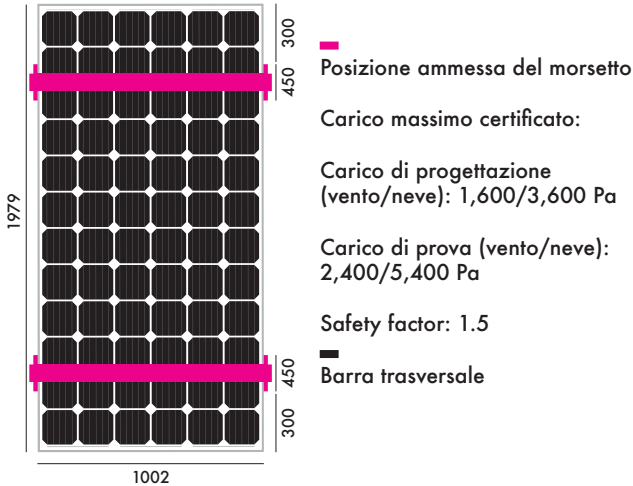 300
450
1979
450
300
1002
Posizione ammessa del morsetto
Carico massimo certificato:
Carico di progettazione
(vento/neve): 1,600/3,600 Pa
Carico di prova (vento/neve):
2,400/5,400 Pa
Safety factor: 1.5
Barra trasversale